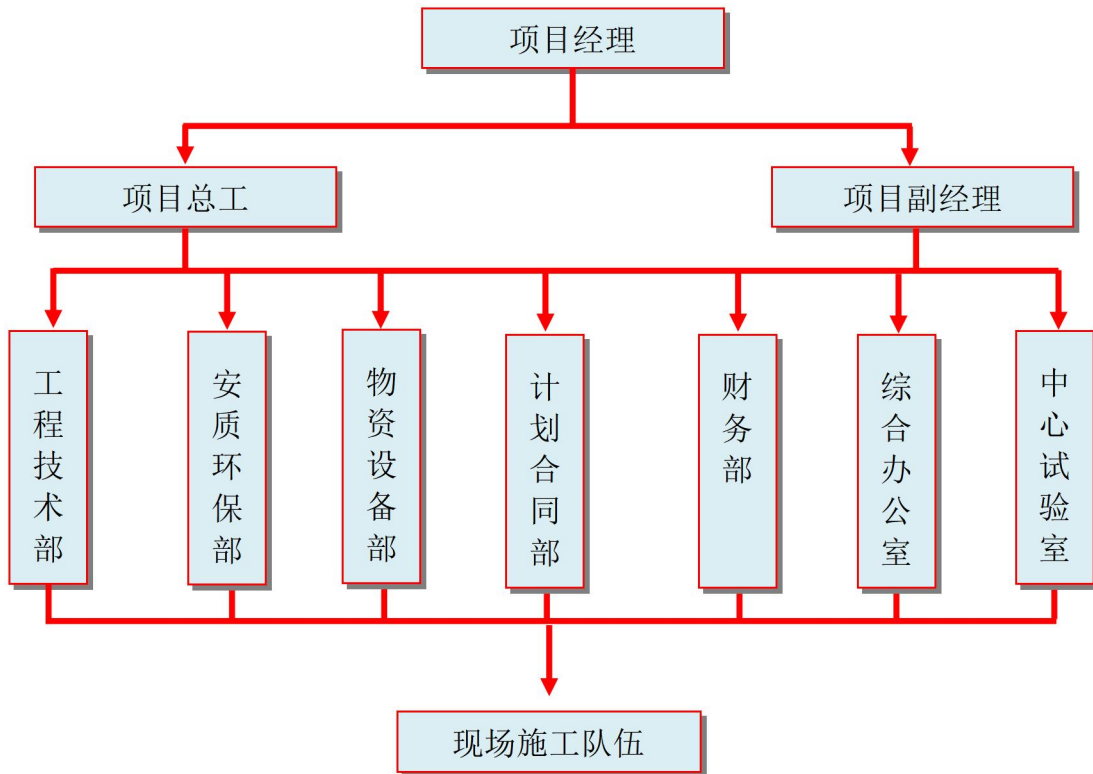 项目经理
项目总工
项目副经理
工程技术部
安质环保部
物资设备部
计划合同部
财务部
综合办公室
中心试验室
现场施工队伍